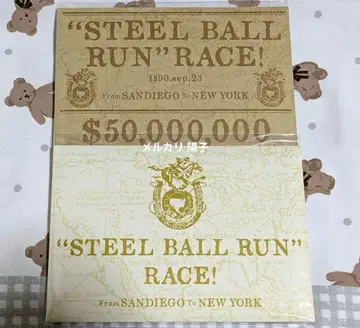 “STEEL BALL
RUN” RACE!
1890.sep.23
From SANDIEGO To NEW YORK
$50,000,000
メルカリ 陽子
“STEEL BALL RUN”
RACE!
From SANDIEGO To NEW YORK